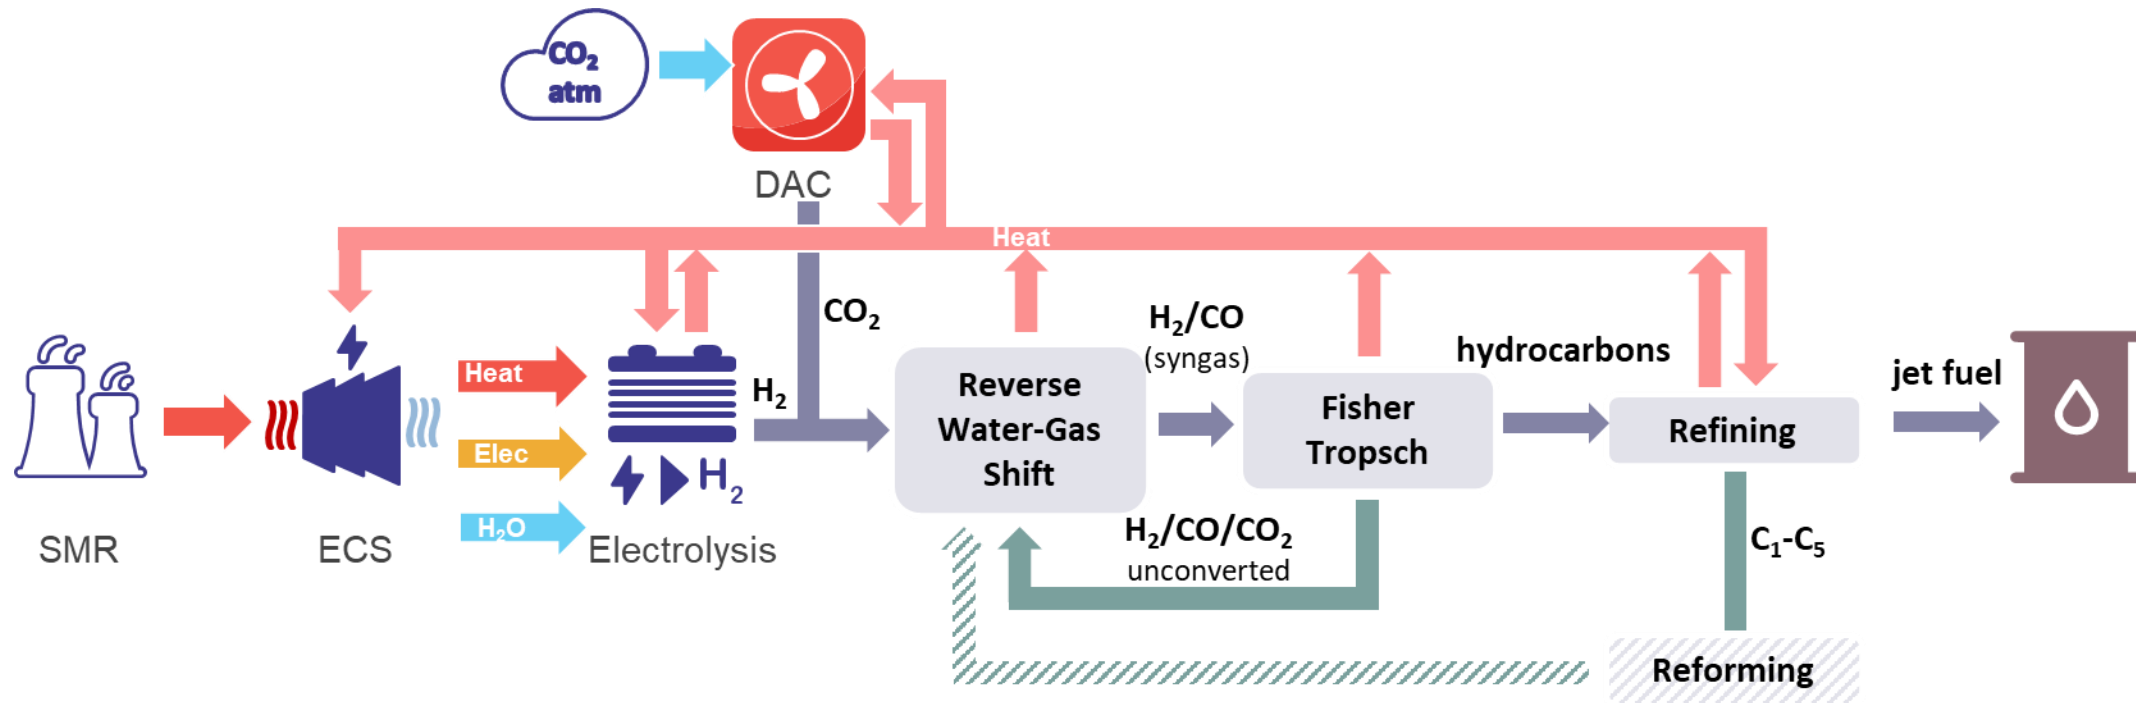 CO₂
atm
DAC
Heat
CO₂
H₂/CO
(syngas)
hydrocarbons
jet fuel
Heat
Elec
H₂O
H₂
H₂
Reverse
Water-Gas
Shift
Fisher
Tropsch
Refining
SMR
ECS
Electrolysis
H₂/CO/CO₂
unconverted
C₁-C₅
Reforming